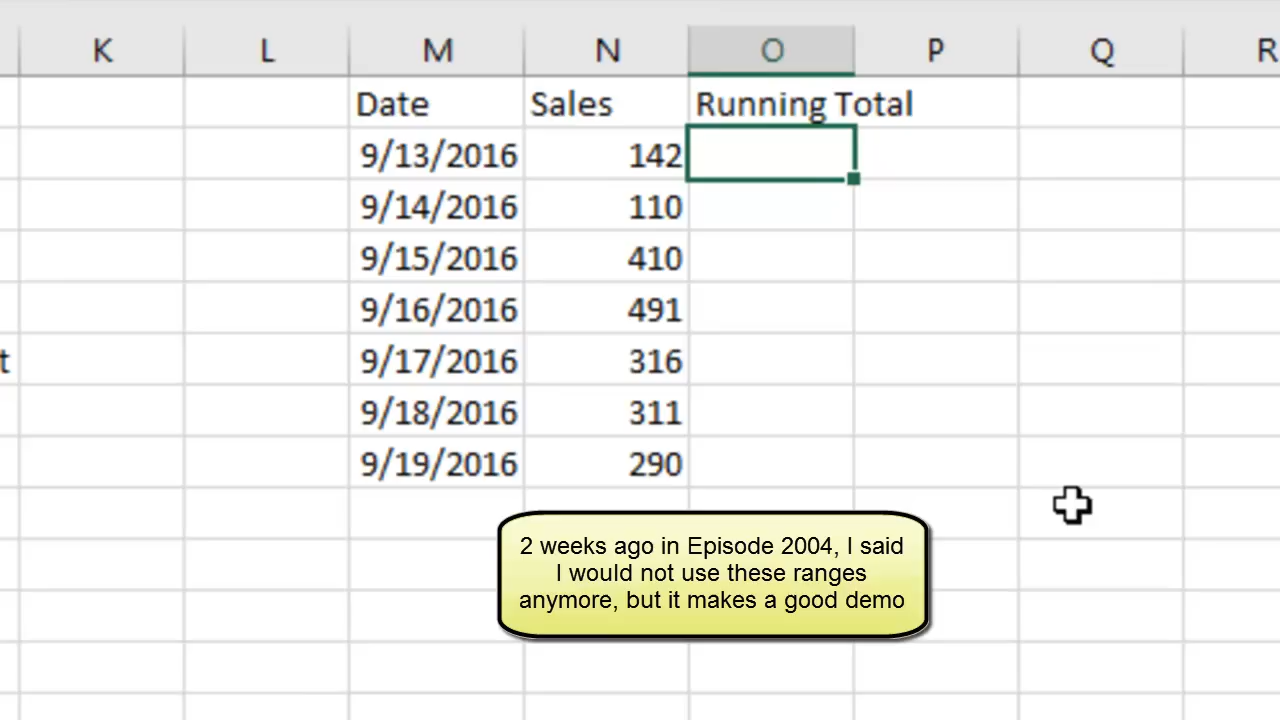 K L M N O P Q R
Date Sales Running Total
9/13/2016 142
9/14/2016 110
9/15/2016 410
9/16/2016 491
t 9/17/2016 316
9/18/2016 311
9/19/2016 290
2 weeks ago in Episode 2004, I said
I would not use these ranges
anymore, but it makes a good demo